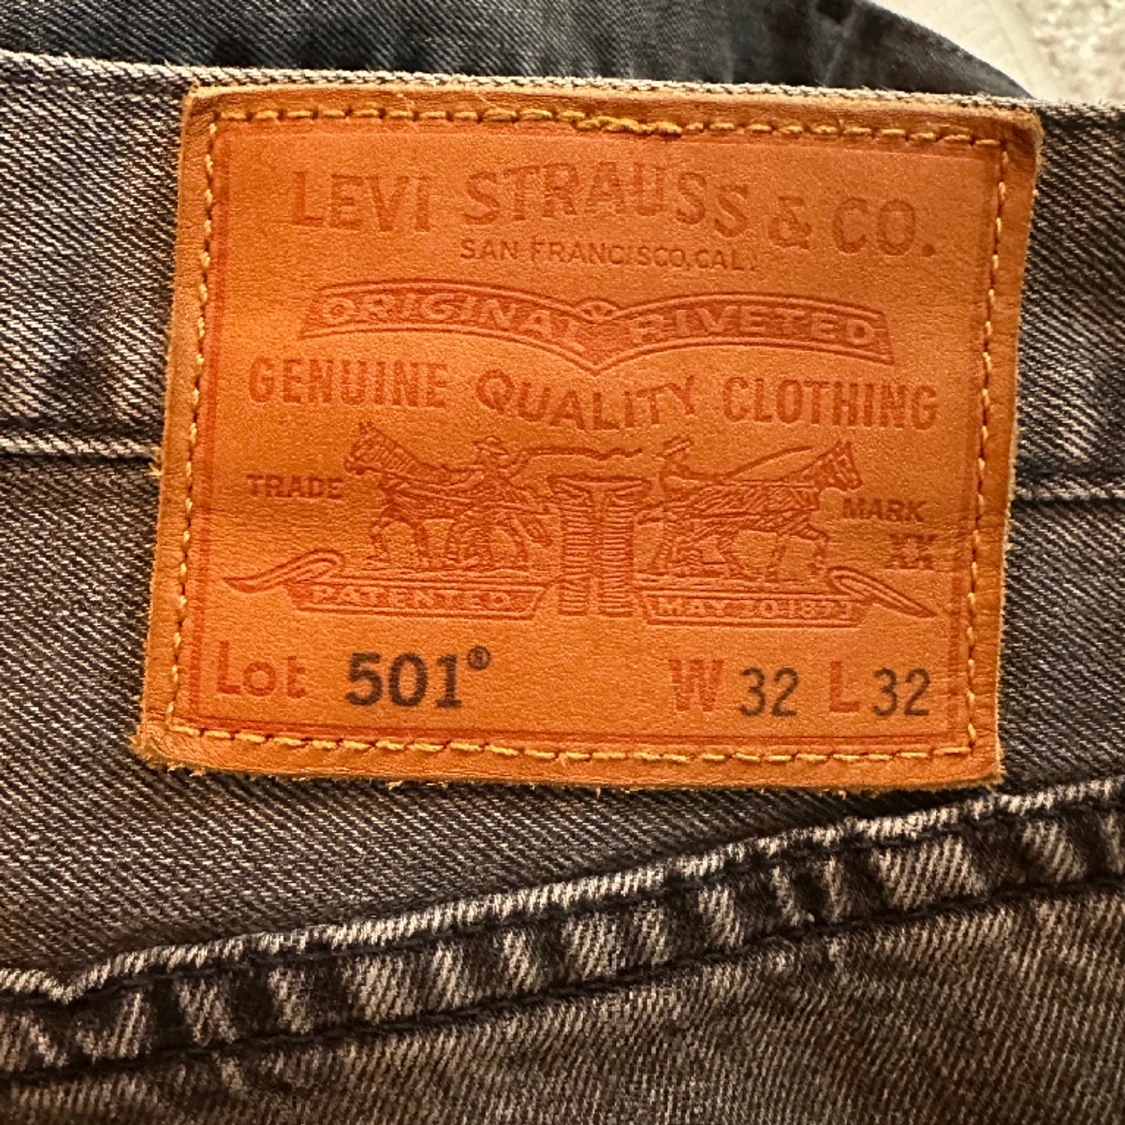 LEVI STRAUSS & CO.
SAN FRANCISCO, CAL.
ORIGINAL RIVETED
GENUINE QUALITY CLOTHING
TRADE MARK
XX
PATENTED MAY 20 1873
Lot 501® W 32 L 32